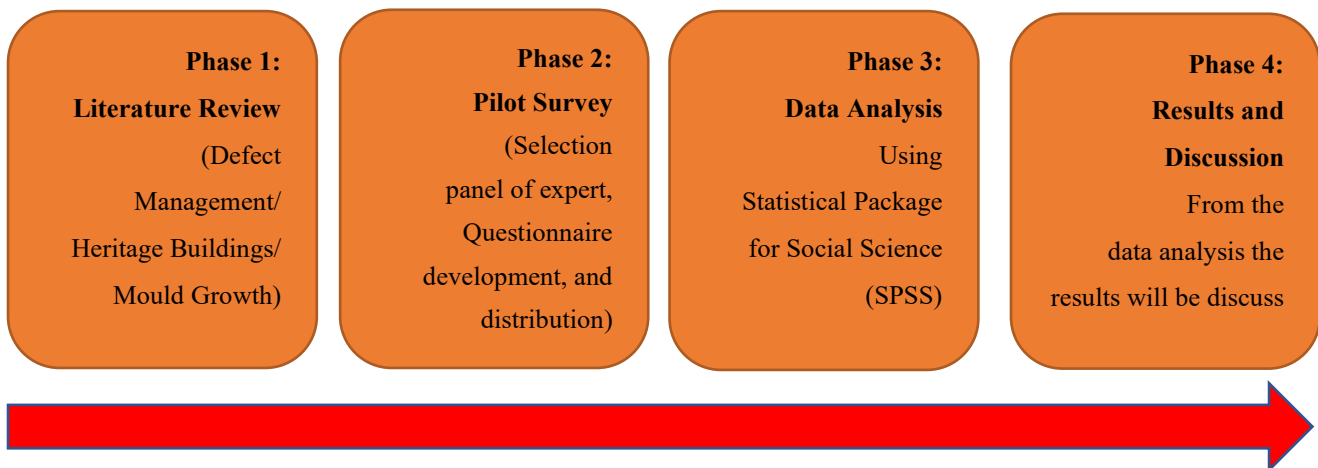 Phase 1:
Literature Review
(Defect
Management/
Heritage Buildings/
Mould Growth)
Phase 2:
Pilot Survey
(Selection
panel of expert,
Questionnaire
development, and
distribution)
Phase 3:
Data Analysis
Using
Statistical Package
for Social Science
(SPSS)
Phase 4:
Results and
Discussion
From the
data analysis the
results will be discuss